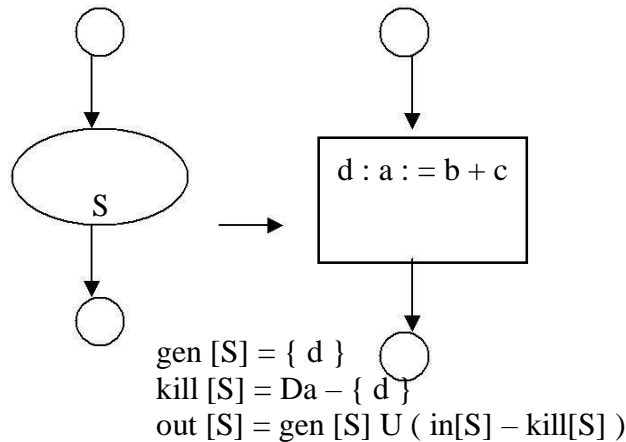 S
d : a : = b + c
gen [S] = { d }
kill [S] = Da – { d }
out [S] = gen [S] U ( in[S] – kill[S] )